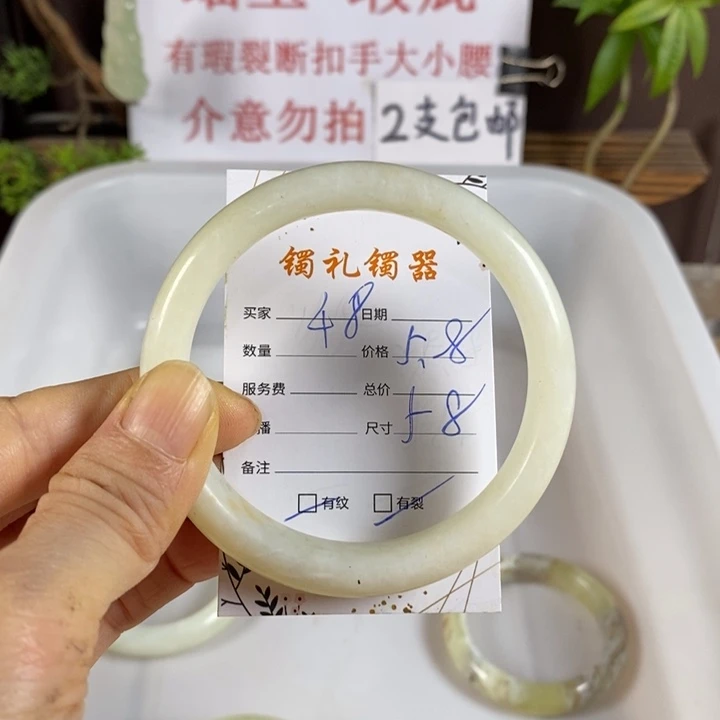 有瑕裂断扣手大小腰
介意勿拍 2支包邮
镯礼镯器
买家 48 日期
数量 价格 5.8
服务费 总价
播 尺寸 58
备注
有纹 有裂